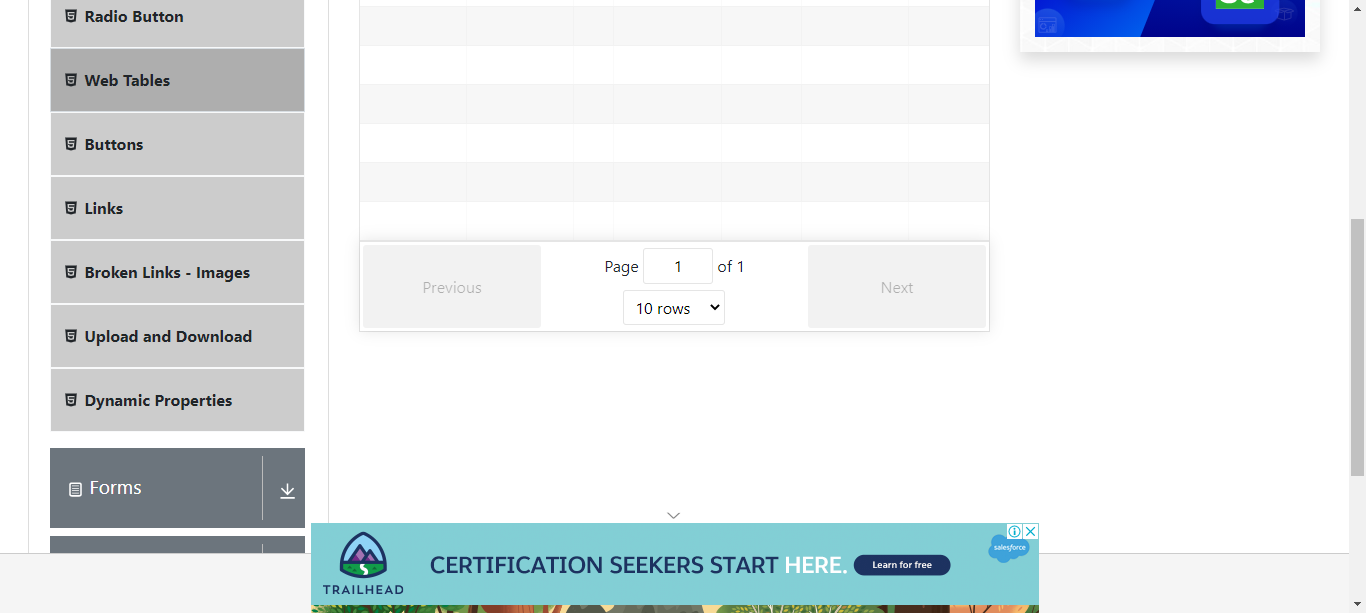 Radio Button
Web Tables
Buttons
Links
Broken Links - Images
Upload and Download
Dynamic Properties
Forms
Previous
Page 1 of 1
10 rows
Next
TRAILHEAD
CERTIFICATION SEEKERS START HERE.
Learn for free
salesforce